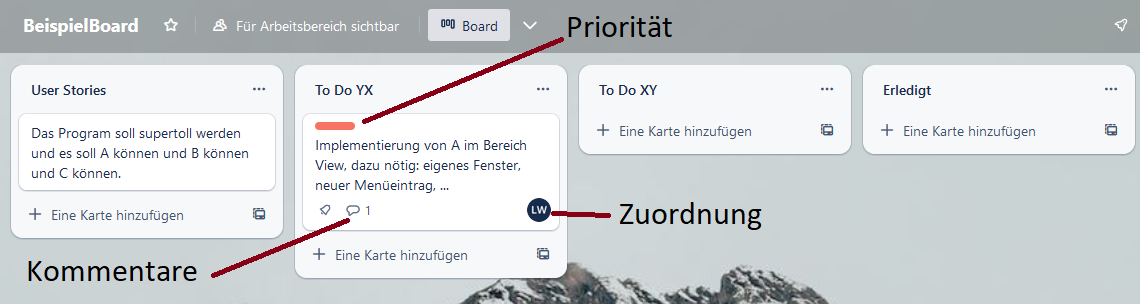 BeispielBoard
Für Arbeitsbereich sichtbar
Board
Priorität
User Stories
Das Program soll supertoll werden
und es soll A können und B können
und C können.
Eine Karte hinzufügen
To Do YX
Implementierung von A im Bereich
View, dazu nötig: eigenes Fenster,
neuer Menüeintrag, ...
1
LW
Eine Karte hinzufügen
To Do XY
Eine Karte hinzufügen
Erledigt
Eine Karte hinzufügen
Zuordnung
Kommentare